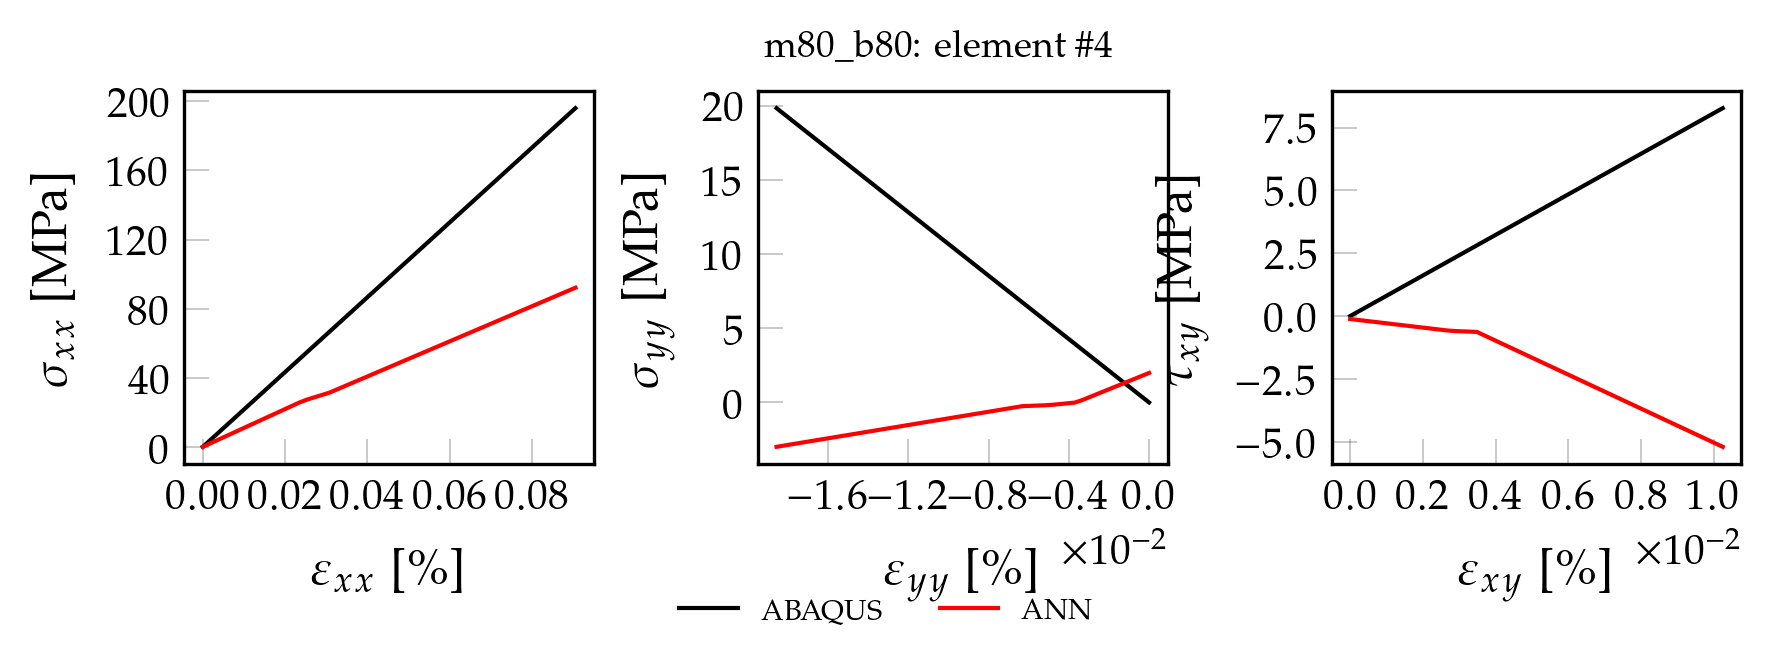 m80_b80: element #4
σxx [MPa]
200
160
120
80
40
0
0.00 0.02 0.04 0.06 0.08
εxx [%]
σyy [MPa]
20
15
10
5
0
−1.6 −1.2 −0.8 −0.4 0.0
×10−2
εyy [%]
τxy [MPa]
7.5
5.0
2.5
0.0
−2.5
−5.0
0.0 0.2 0.4 0.6 0.8 1.0
×10−2
εxy [%]
ABAQUS ANN